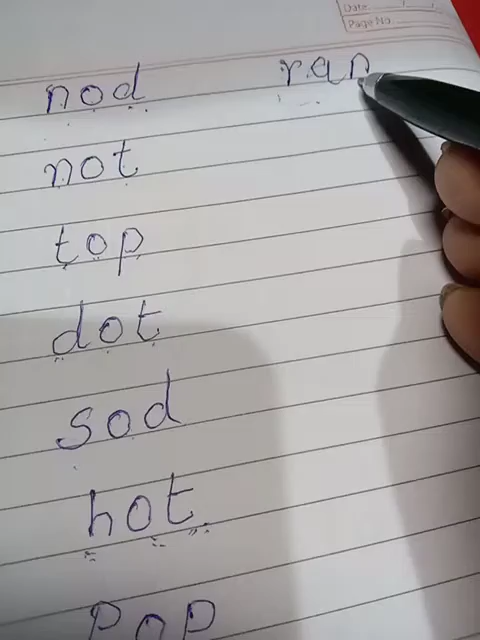 Date
Page No.
nod ran
not
top
dot
sod
hot
pop